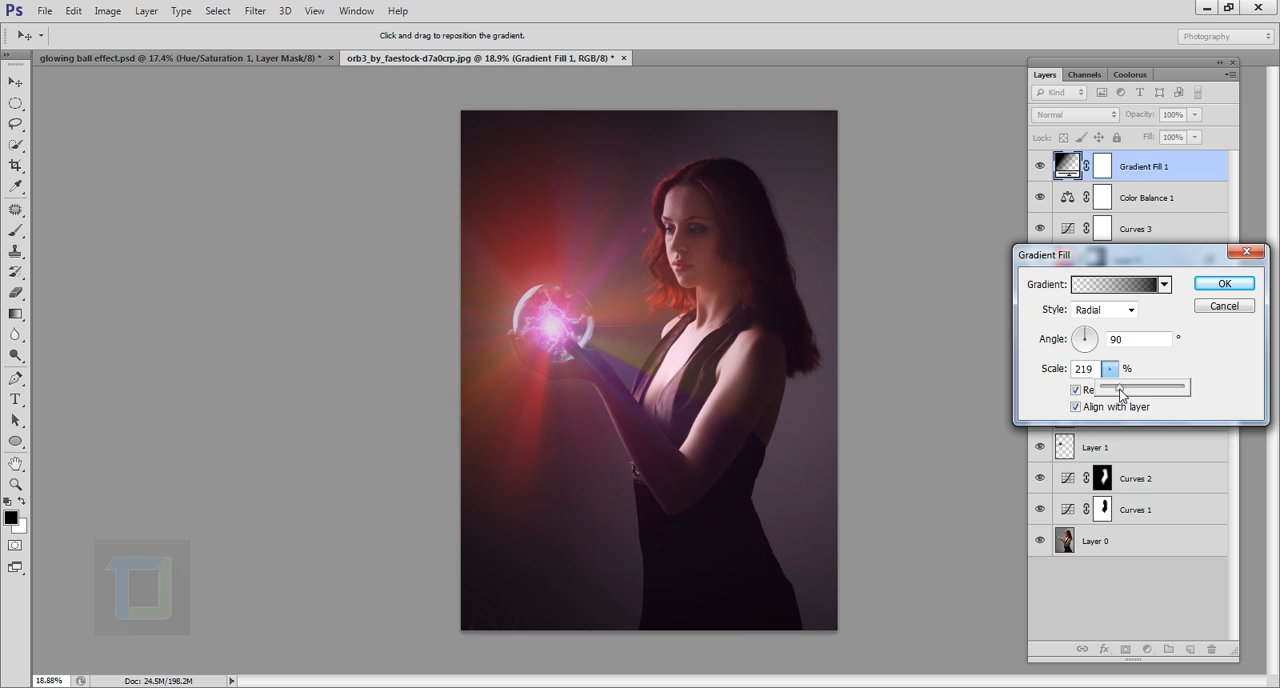 Ps File Edit Image Layer Type Select Filter 3D View Window Help
Click and drag to reposition the gradient.
Photography
glowing ball effect.psd @ 17.4% (Hue/Saturation 1, Layer Mask/8) * × orb3_by_faestock-d7a0crp.jpg @ 18.9% (Gradient Fill 1, RGB/8) * ×
Layers Channels Coolorus
Kind
Normal Opacity: 100%
Lock: Fill: 100%
Gradient Fill 1
Color Balance 1
Curves 3
Gradient Fill
Gradient: OK
Style: Radial Cancel
Angle: 90 °
Scale: 219 %
Re
Align with layer
Layer 1
Curves 2
Curves 1
Layer 0
18.88% Doc: 24.5M/198.2M